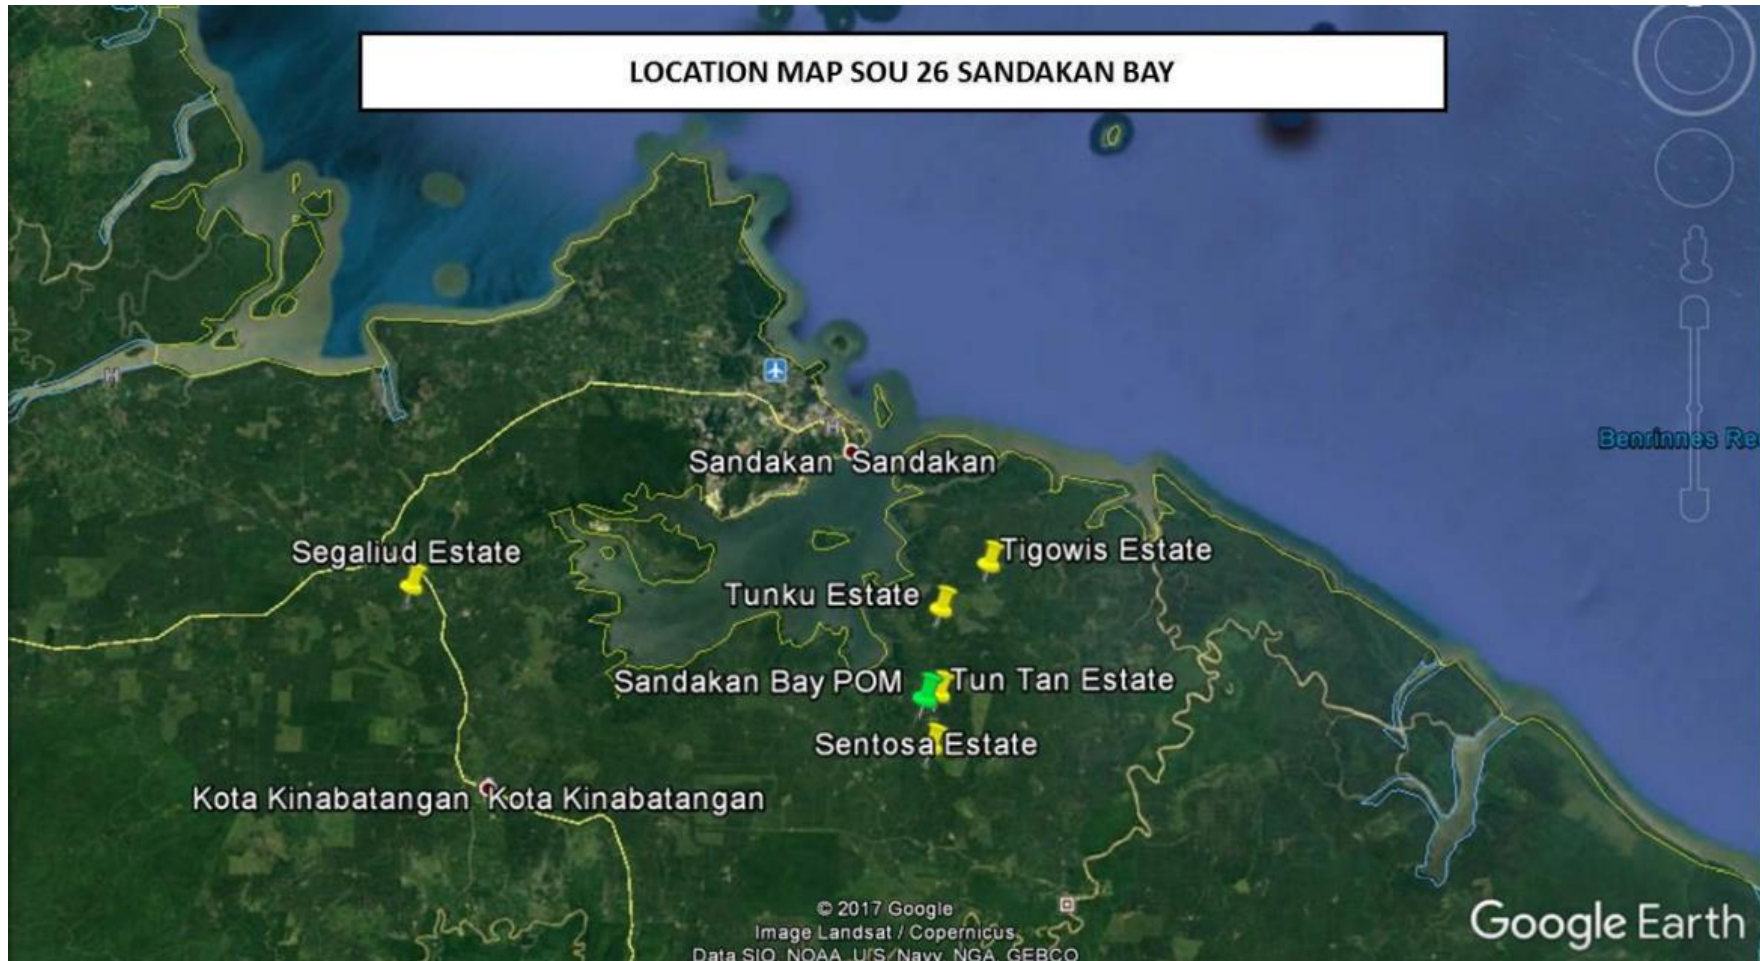 LOCATION MAP SOU 26 SANDAKAN BAY
H
Benrinnes Re
H
Sandakan Sandakan
Segaliud Estate
Tigowis Estate
Tunku Estate
Sandakan Bay POM
Tun Tan Estate
Sentosa Estate
Kota Kinabatangan Kota Kinabatangan
© 2017 Google
Image Landsat / Copernicus
Data SIO, NOAA, U.S. Navy, NGA, GEBCO
Google Earth